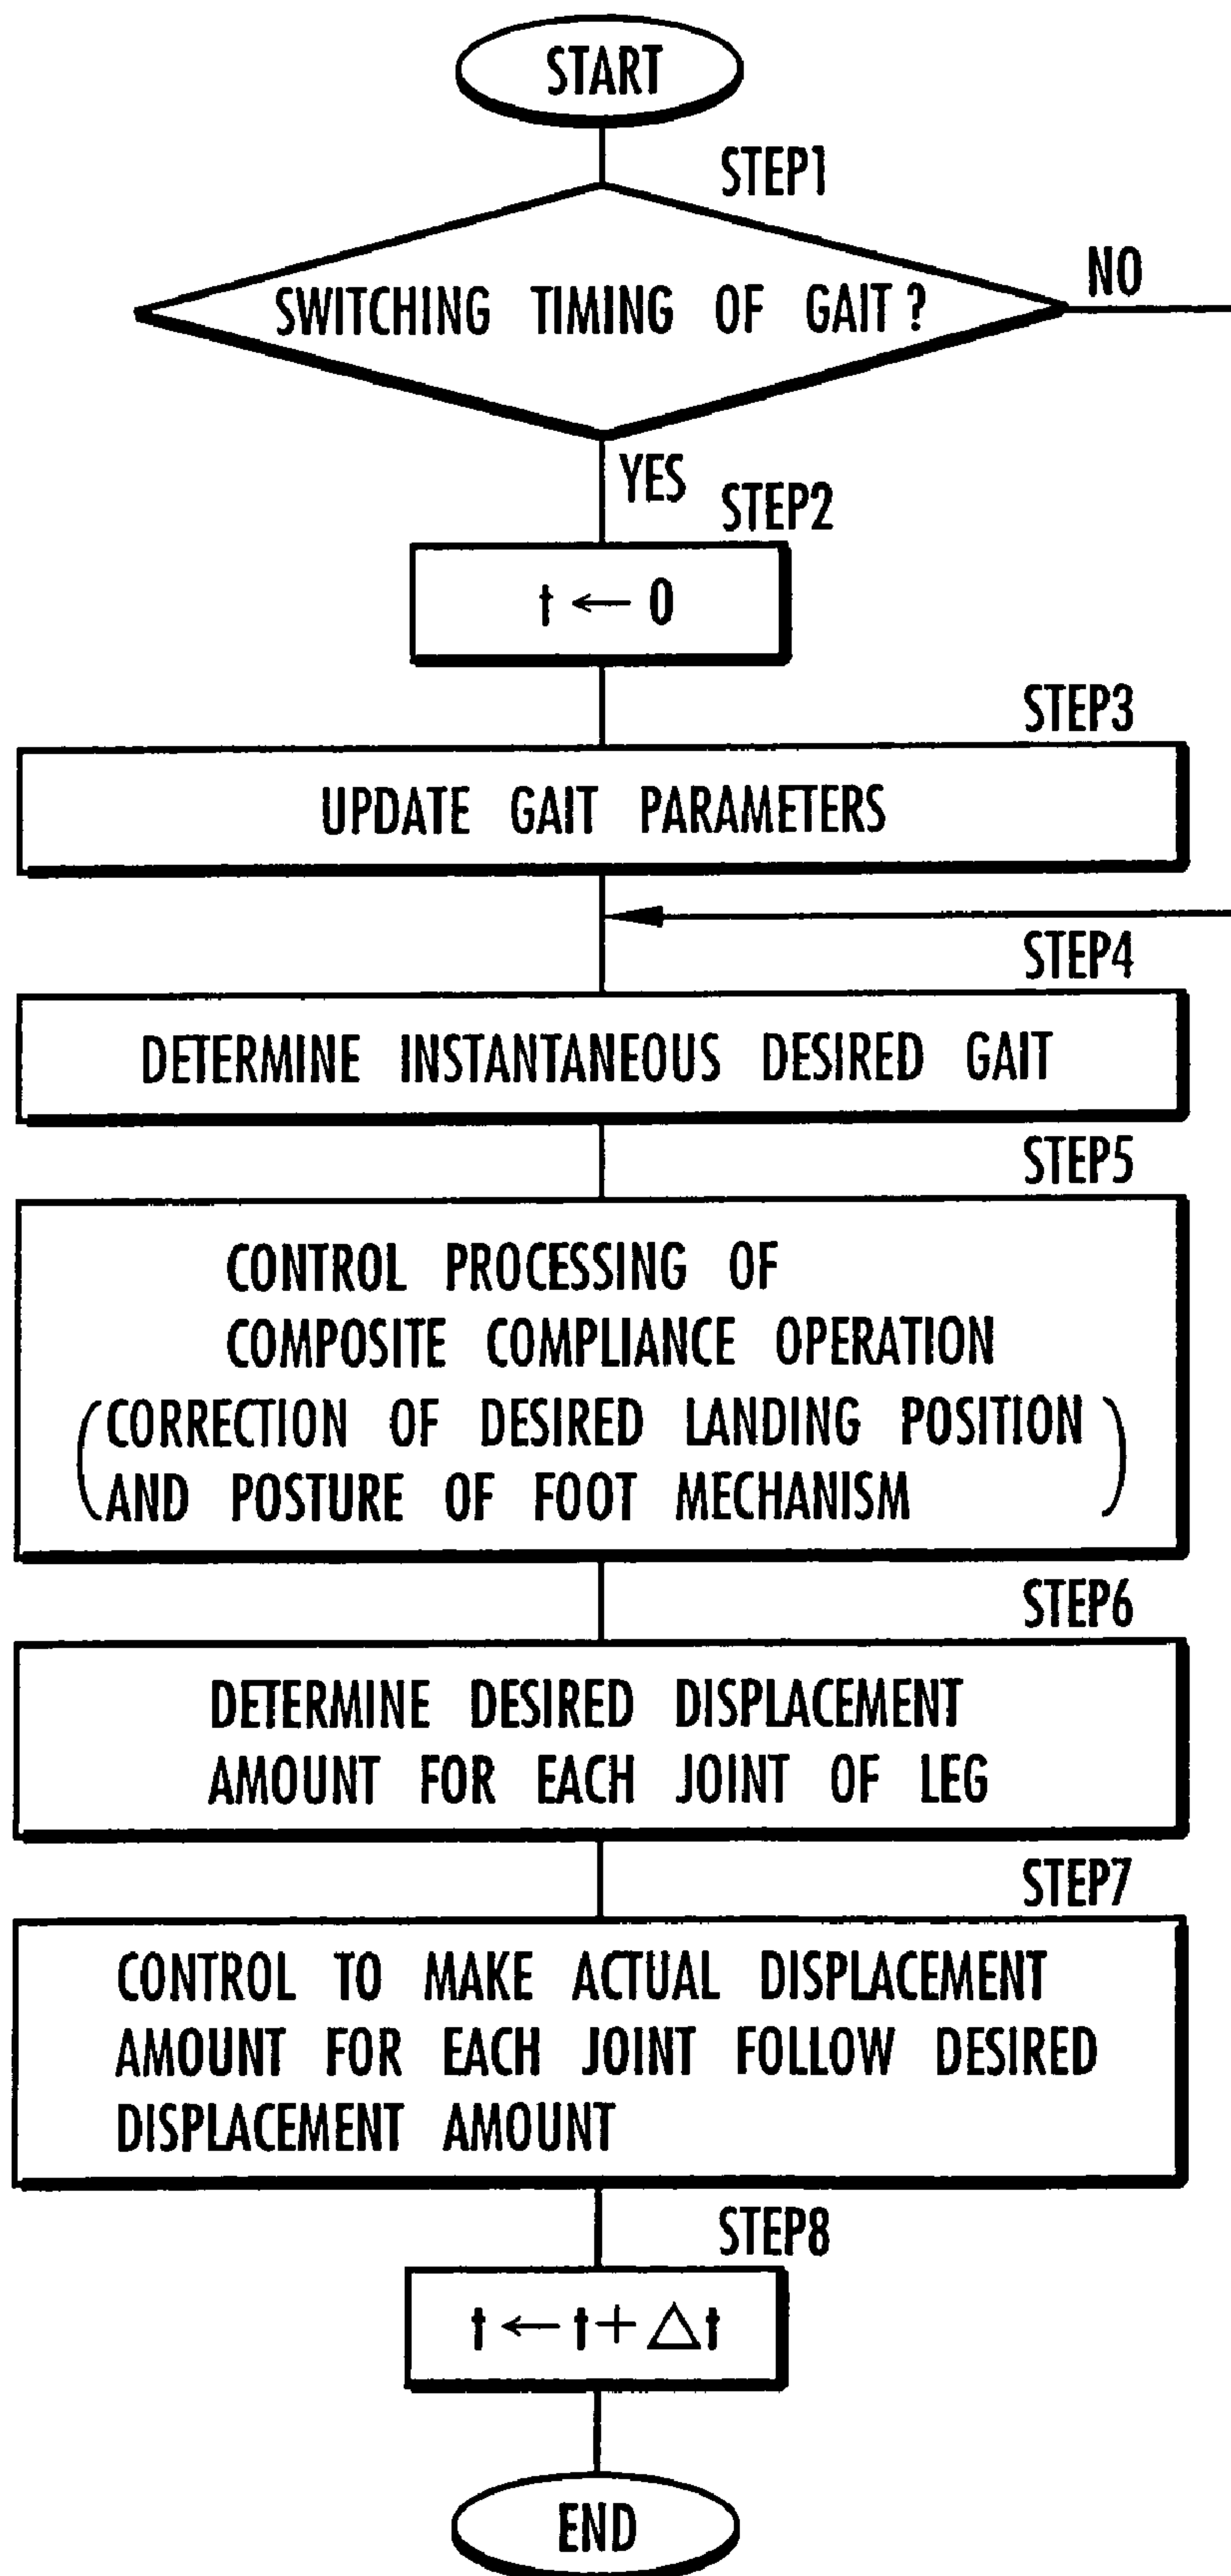 START
STEP1
SWITCHING TIMING OF GAIT ?
NO
YES
STEP2
t ← 0
STEP3
UPDATE GAIT PARAMETERS
STEP4
DETERMINE INSTANTANEOUS DESIRED GAIT
STEP5
CONTROL PROCESSING OF
COMPOSITE COMPLIANCE OPERATION
(CORRECTION OF DESIRED LANDING POSITION
AND POSTURE OF FOOT MECHANISM)
STEP6
DETERMINE DESIRED DISPLACEMENT
AMOUNT FOR EACH JOINT OF LEG
STEP7
CONTROL TO MAKE ACTUAL DISPLACEMENT
AMOUNT FOR EACH JOINT FOLLOW DESIRED
DISPLACEMENT AMOUNT
STEP8
t ← t + △t
END